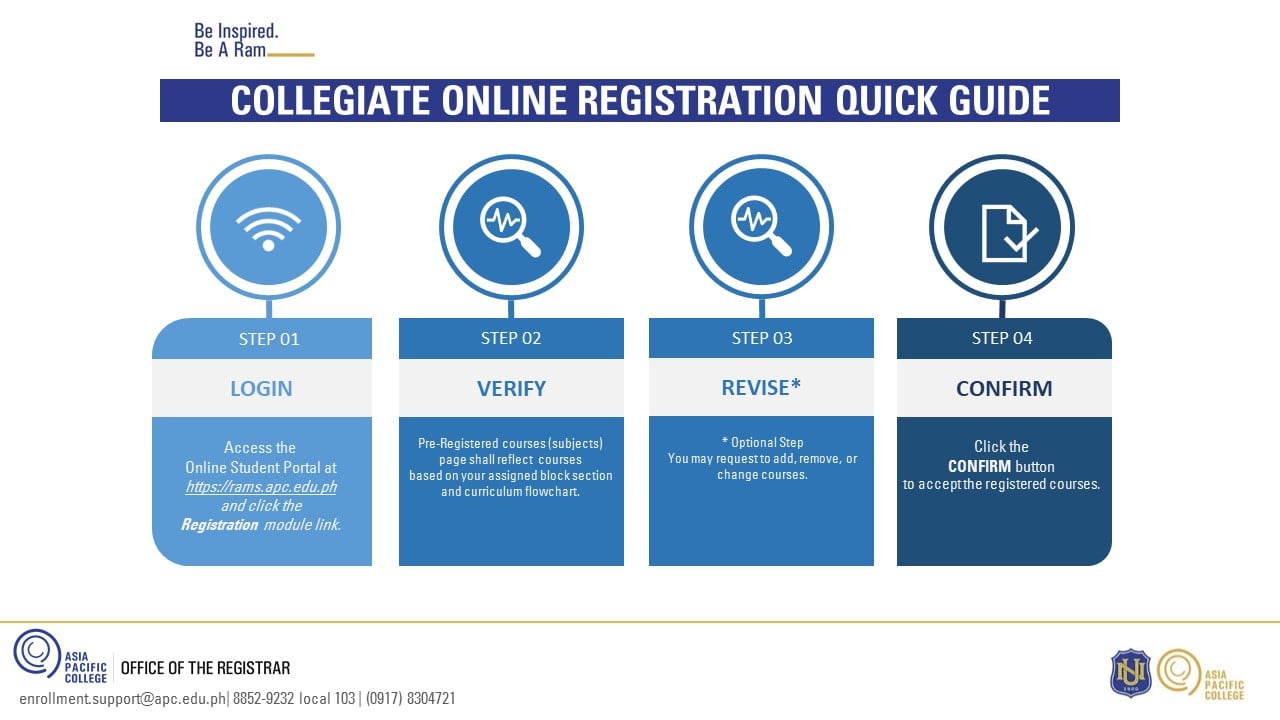 Be Inspired.
Be A Ram
COLLEGIATE ONLINE REGISTRATION QUICK GUIDE
STEP 01
LOGIN
Access the
Online Student Portal at
https://rams.apc.edu.ph
and click the
Registration module link.
STEP 02
VERIFY
Pre-Registered courses (subjects)
page shall reflect courses
based on your assigned block section
and curriculum flowchart.
STEP 03
REVISE*
* Optional Step
You may request to add, remove, or
change courses.
STEP 04
CONFIRM
Click the
CONFIRM button
to accept the registered courses.
ASIA
PACIFIC
COLLEGE
OFFICE OF THE REGISTRAR
enrollment.support@apc.edu.ph| 8852-9232 local 103 | (0917) 8304721
NU
1900
ASIA
PACIFIC
COLLEGE